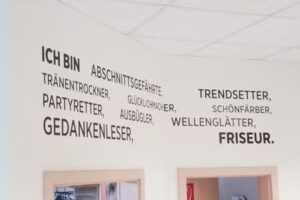 ICH BIN ABSCHNITTSGEFÄHRTE,
TRÄNENTROCKNER, GLÜCKLICHMACHER,
PARTYRETTER, AUSBÜGLER,
GEDANKENLESER,
TRENDSETTER,
SCHÖNFÄRBER,
WELLENGLÄTTER,
FRISEUR.